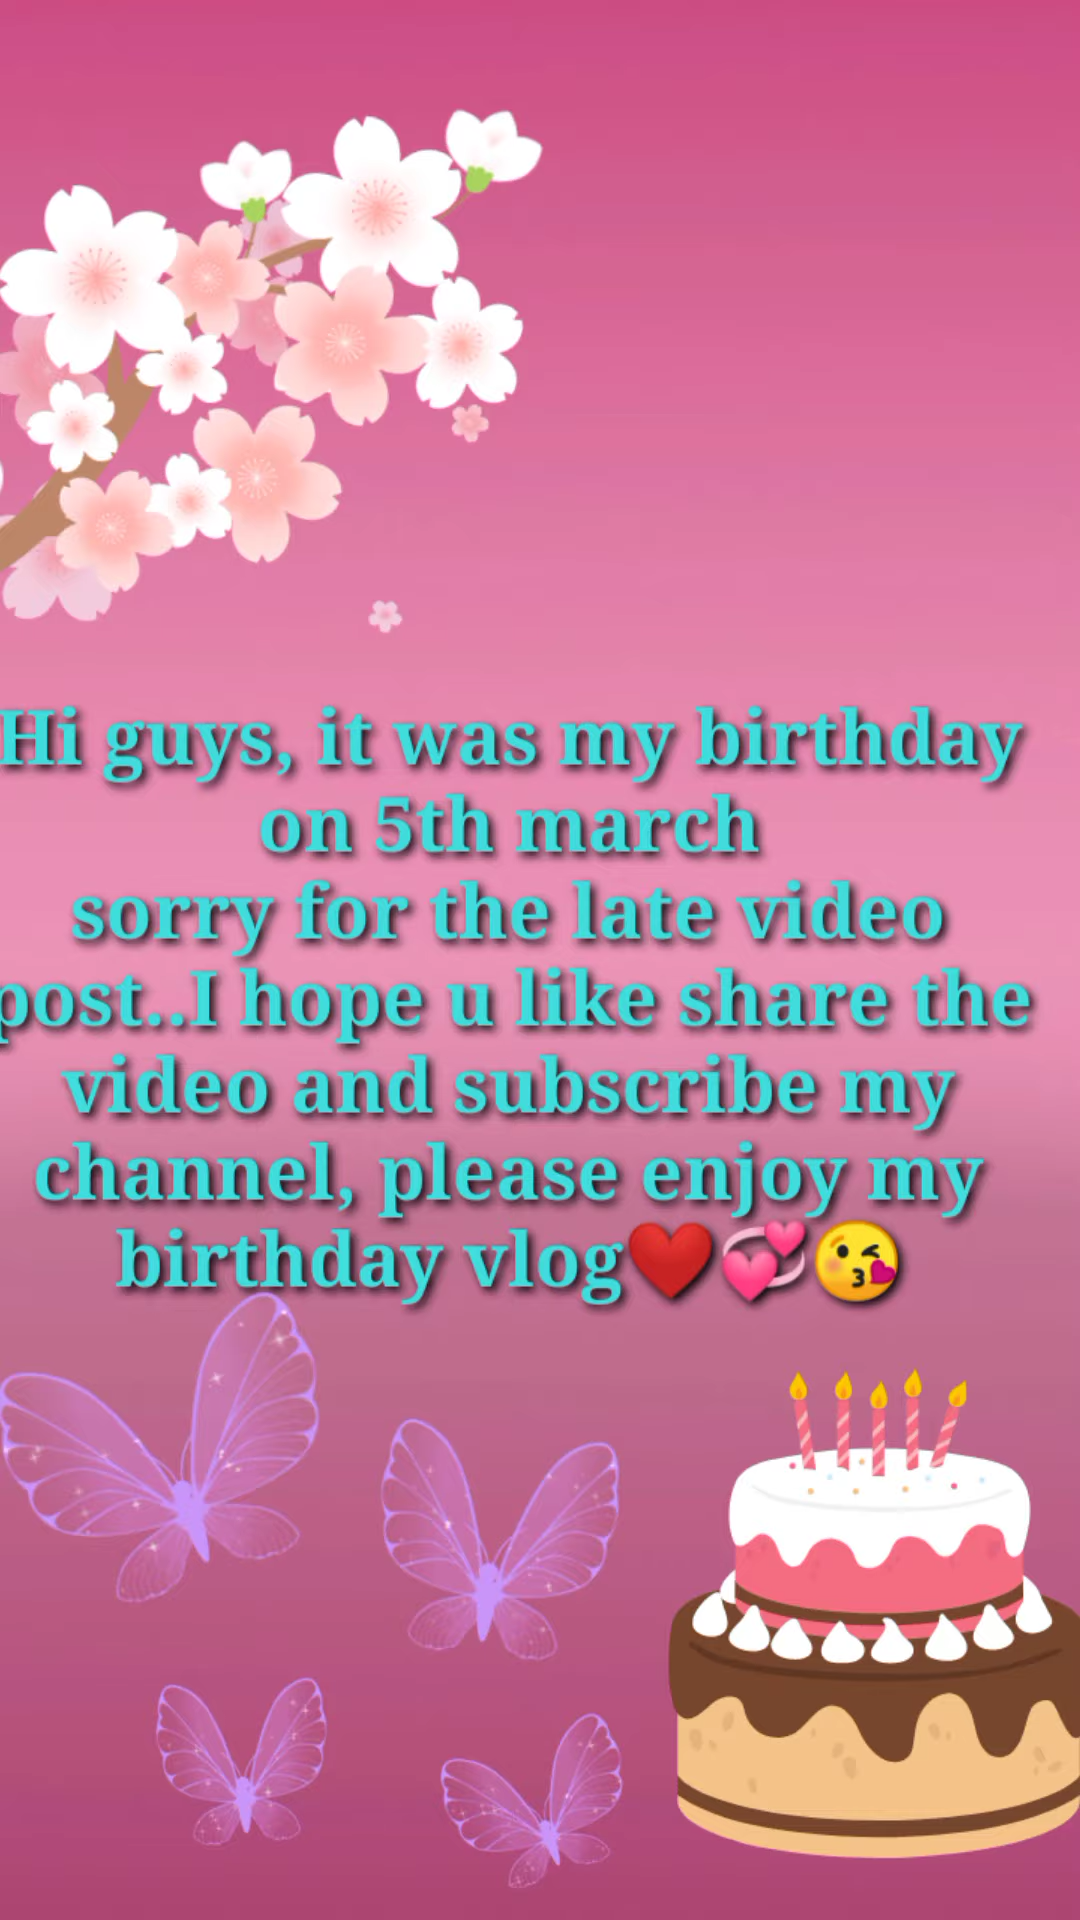 Hi guys, it was my birthday
on 5th march
sorry for the late video
post..I hope u like share the
video and subscribe my
channel, please enjoy my
birthday vlog❤️💞😘